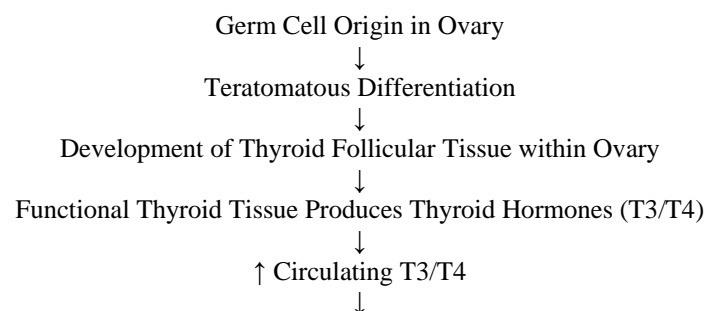 Germ Cell Origin in Ovary
↓
Teratomatous Differentiation
↓
Development of Thyroid Follicular Tissue within Ovary
↓
Functional Thyroid Tissue Produces Thyroid Hormones (T3/T4)
↓
↑ Circulating T3/T4
↓